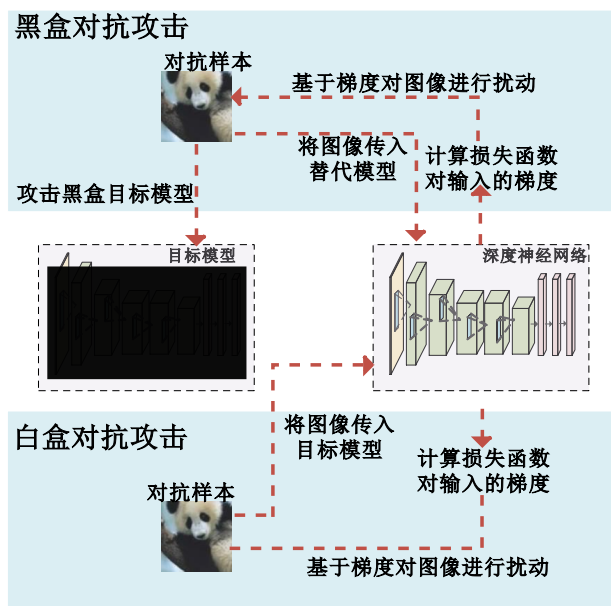 黑盒对抗攻击
对抗样本
基于梯度对图像进行扰动
将图像传入
替代模型
计算损失函数
对输入的梯度
攻击黑盒目标模型
目标模型
深度神经网络
白盒对抗攻击
将图像传入
目标模型
计算损失函数
对输入的梯度
对抗样本
基于梯度对图像进行扰动